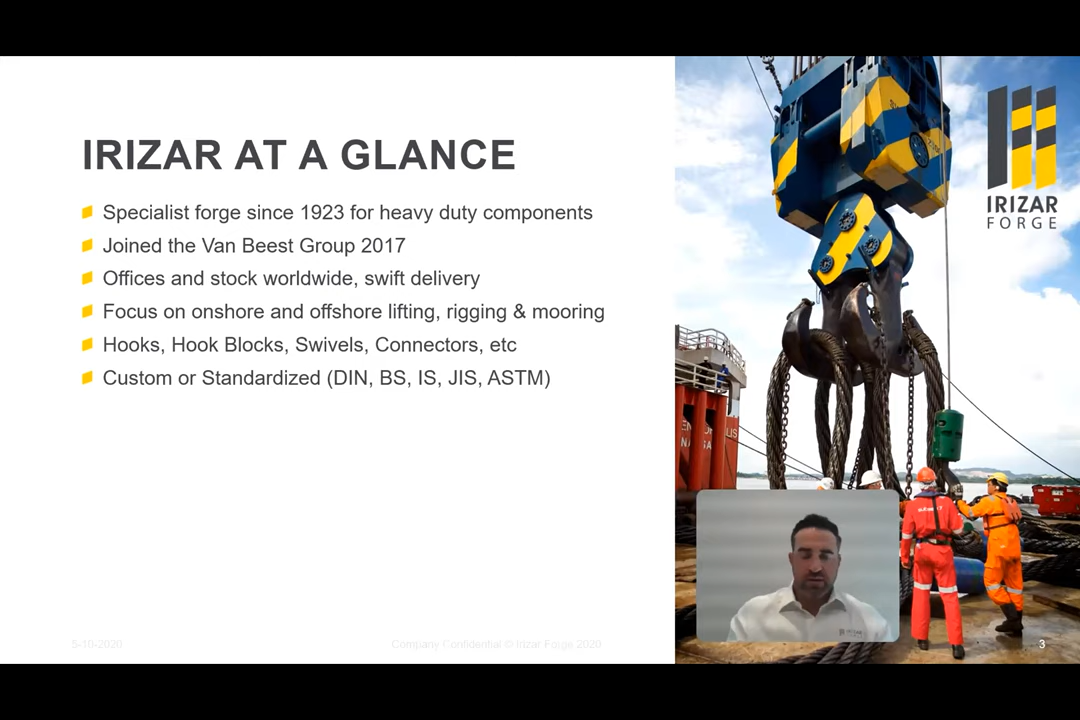 IRIZAR AT A GLANCE
Specialist forge since 1923 for heavy duty components
Joined the Van Beest Group 2017
Offices and stock worldwide, swift delivery
Focus on onshore and offshore lifting, rigging & mooring
Hooks, Hook Blocks, Swivels, Connectors, etc
Custom or Standardized (DIN, BS, IS, JIS, ASTM)
IRIZAR
FORGE
5-10-2020
Company Confidential © Irizar Forge 2020
3